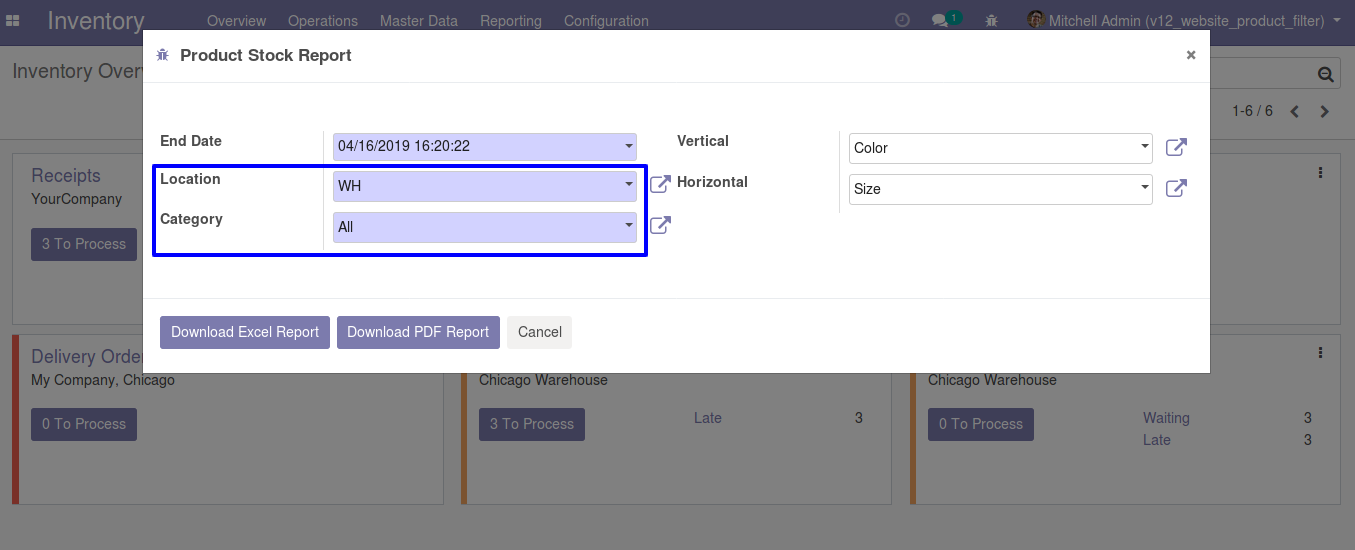 Inventory Overview Operations Master Data Reporting Configuration 1 Mitchell Admin (v12_website_product_filter)
Inventory Over
1-6 / 6
Product Stock Report ×
End Date 04/16/2019 16:20:22 Vertical Color
Location WH Horizontal Size
Category All
Download Excel Report Download PDF Report Cancel
Receipts
YourCompany
3 To Process
Delivery Orde
My Company, Chicago Chicago Warehouse Chicago Warehouse
0 To Process 3 To Process Late 3 0 To Process Waiting 3
Late 3